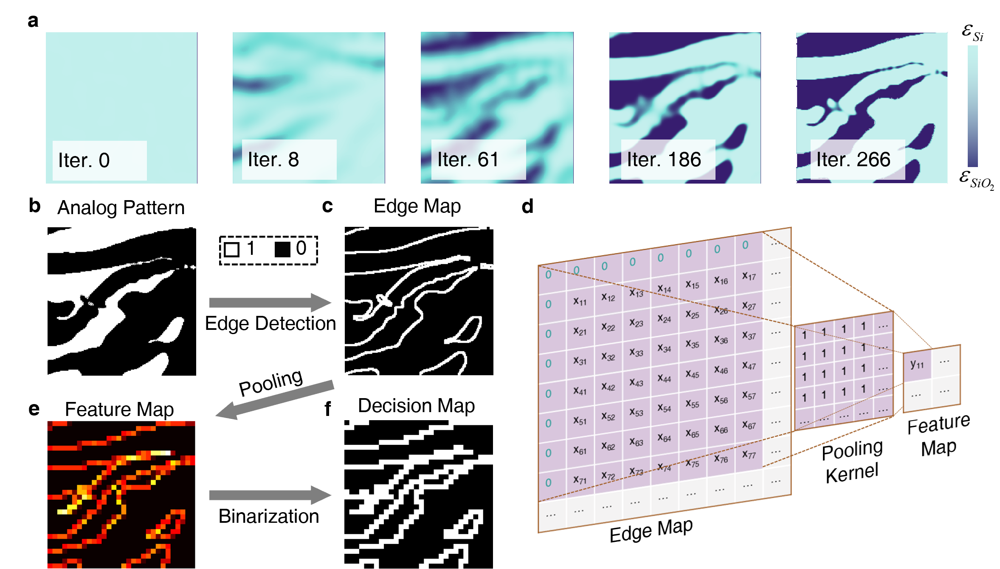 a
Iter. 0
Iter. 8
Iter. 61
Iter. 186
Iter. 266
ε_Si
ε_SiO₂
b Analog Pattern
1 0
Edge Detection
c Edge Map
d
0 0 0 0 0 0 0 0 ...
0 x₁₁ x₁₂ x₁₃ x₁₄ x₁₅ x₁₆ x₁₇ ...
0 x₂₁ x₂₂ x₂₃ x₂₄ x₂₅ x₂₆ x₂₇ ...
0 x₃₁ x₃₂ x₃₃ x₃₄ x₃₅ x₃₆ x₃₇ ...
0 x₄₁ x₄₂ x₄₃ x₄₄ x₄₅ x₄₆ x₄₇ ...
0 x₅₁ x₅₂ x₅₃ x₅₄ x₅₅ x₅₆ x₅₇ ...
0 x₆₁ x₆₂ x₆₃ x₆₄ x₆₅ x₆₆ x₆₇ ...
0 x₇₁ x₇₂ x₇₃ x₇₄ x₇₅ x₇₆ x₇₇ ...
... ... ... ... ... ... ... ... ...
Edge Map
1 1 1 1 ...
1 1 1 1 ...
1 1 1 1 ...
1 1 1 1 ...
... ... ... ... ...
Pooling
Kernel
y₁₁ ...
... ...
Feature
Map
Pooling
e Feature Map
Binarization
f Decision Map